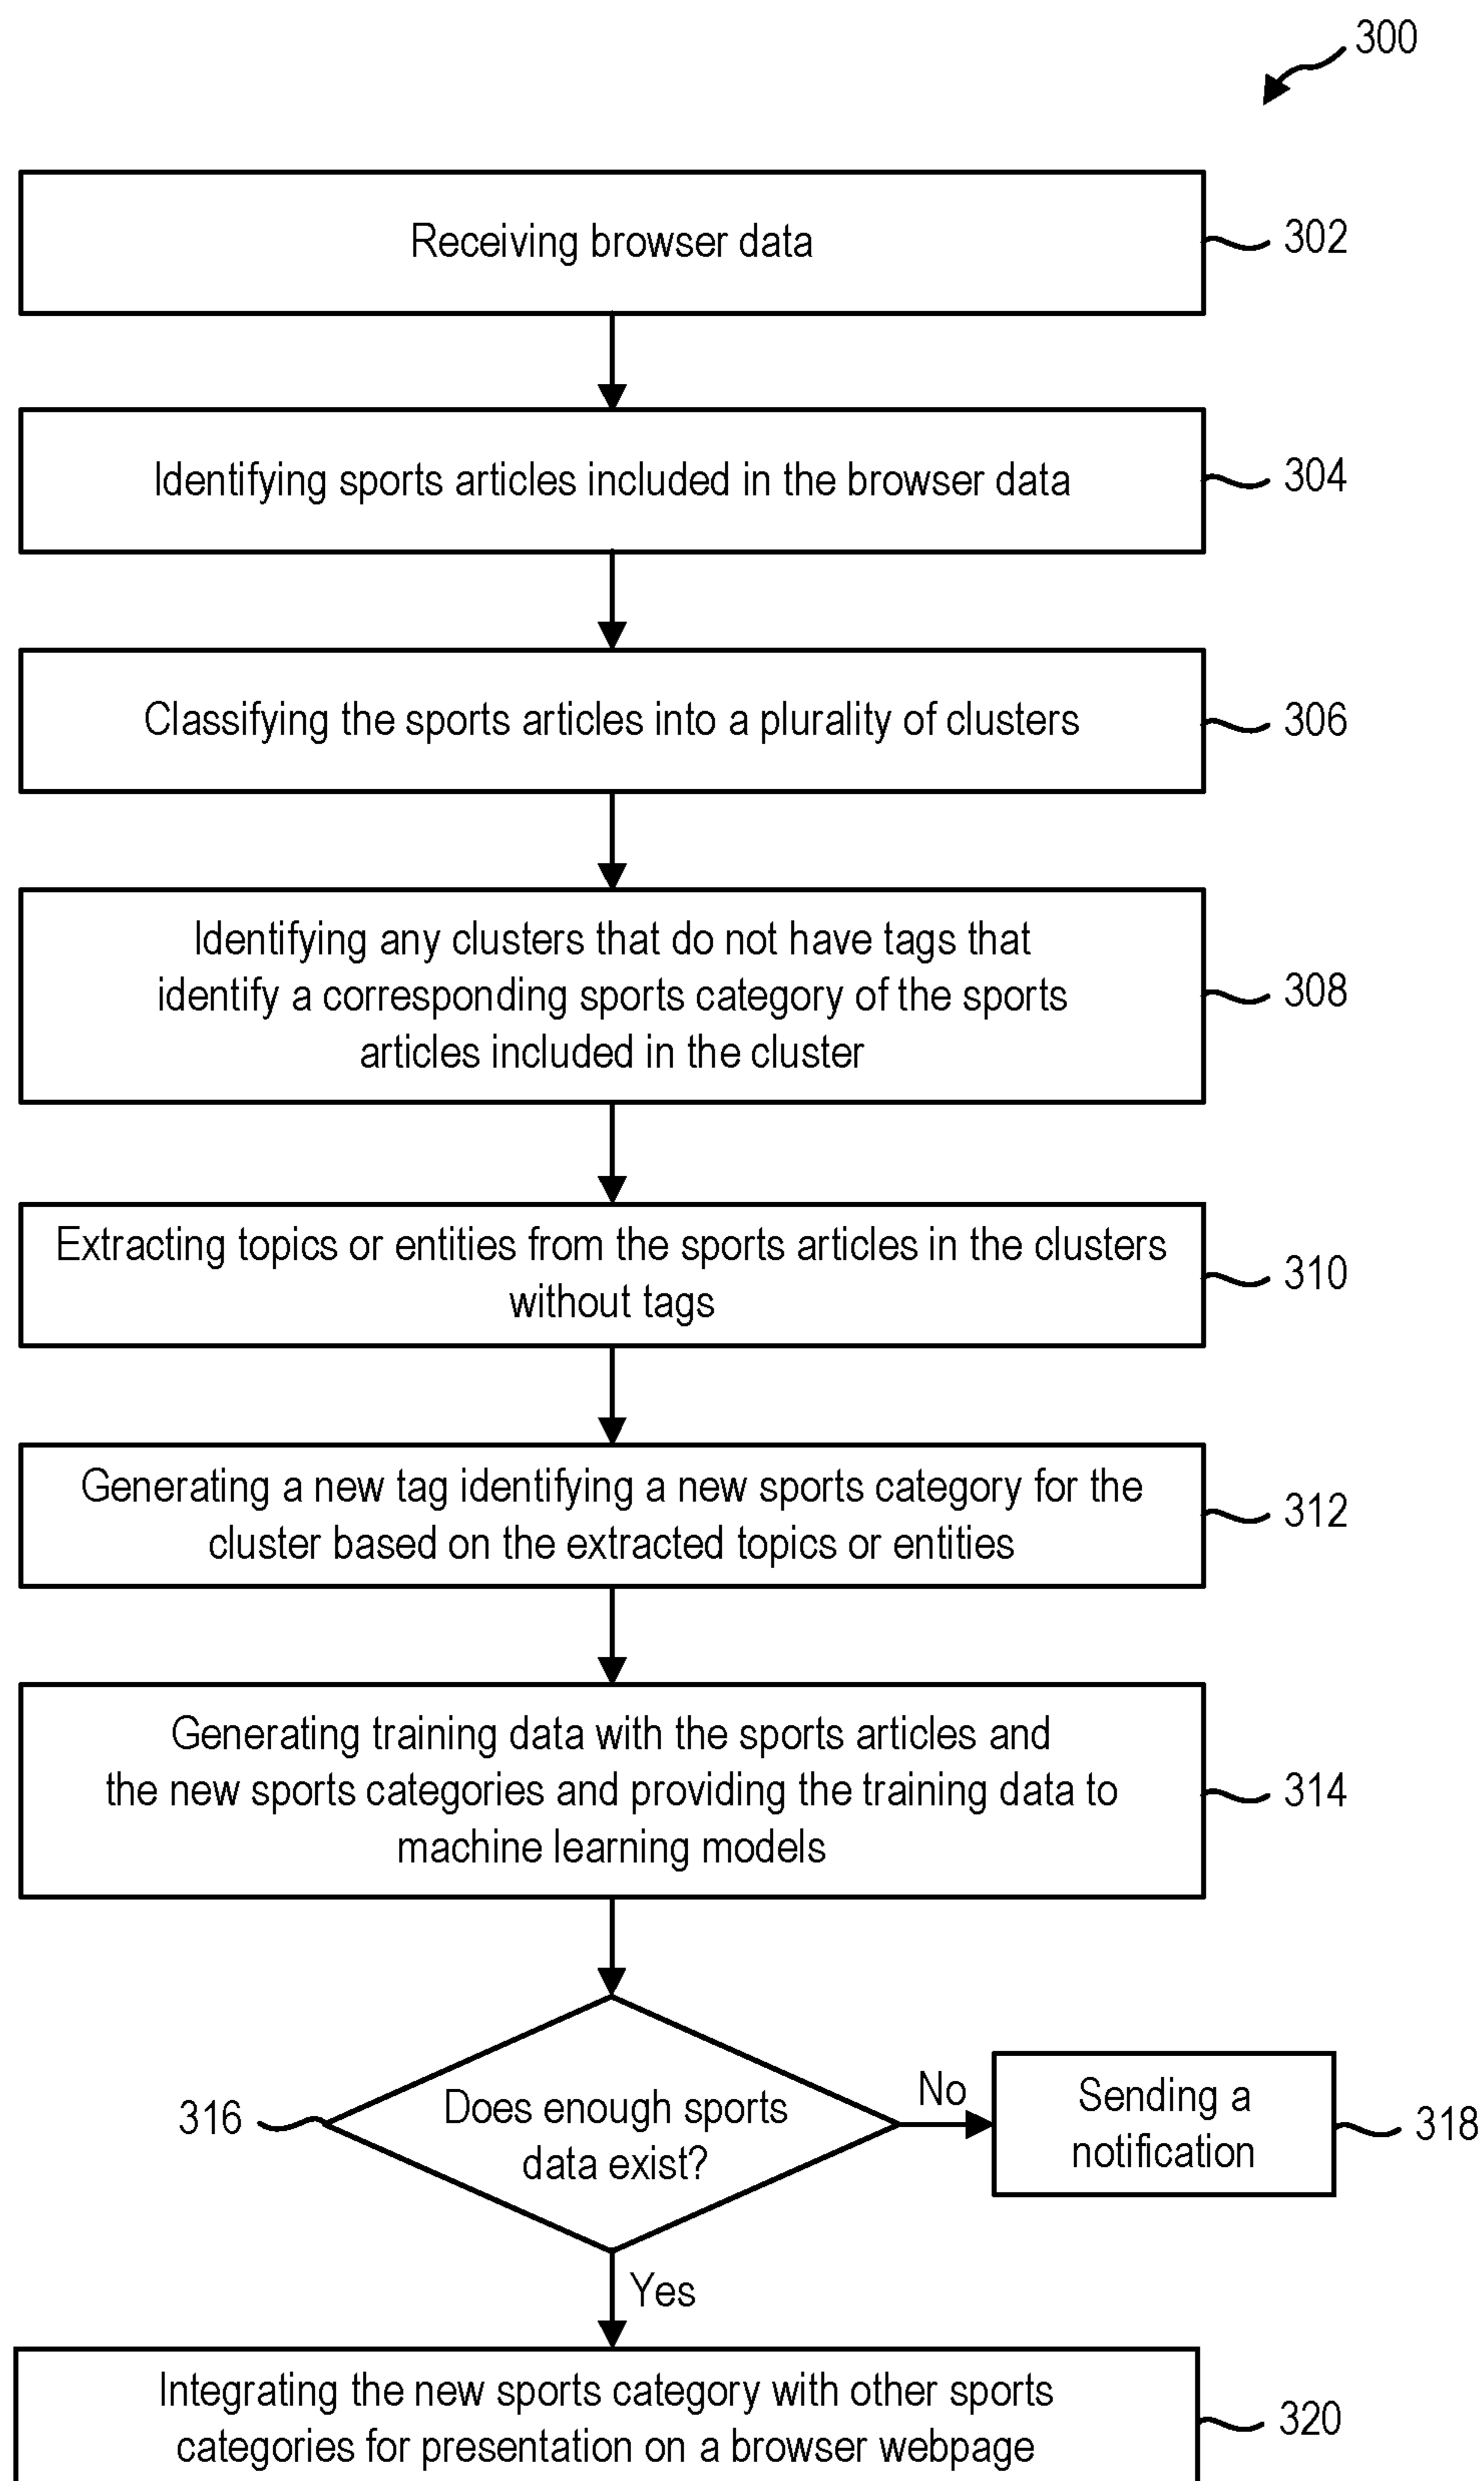 300
Receiving browser data
302
Identifying sports articles included in the browser data
304
Classifying the sports articles into a plurality of clusters
306
Identifying any clusters that do not have tags that
identify a corresponding sports category of the sports
articles included in the cluster
308
Extracting topics or entities from the sports articles in the clusters
without tags
310
Generating a new tag identifying a new sports category for the
cluster based on the extracted topics or entities
312
Generating training data with the sports articles and
the new sports categories and providing the training data to
machine learning models
314
316
Does enough sports
data exist?
No
Sending a
notification
318
Yes
Integrating the new sports category with other sports
categories for presentation on a browser webpage
320